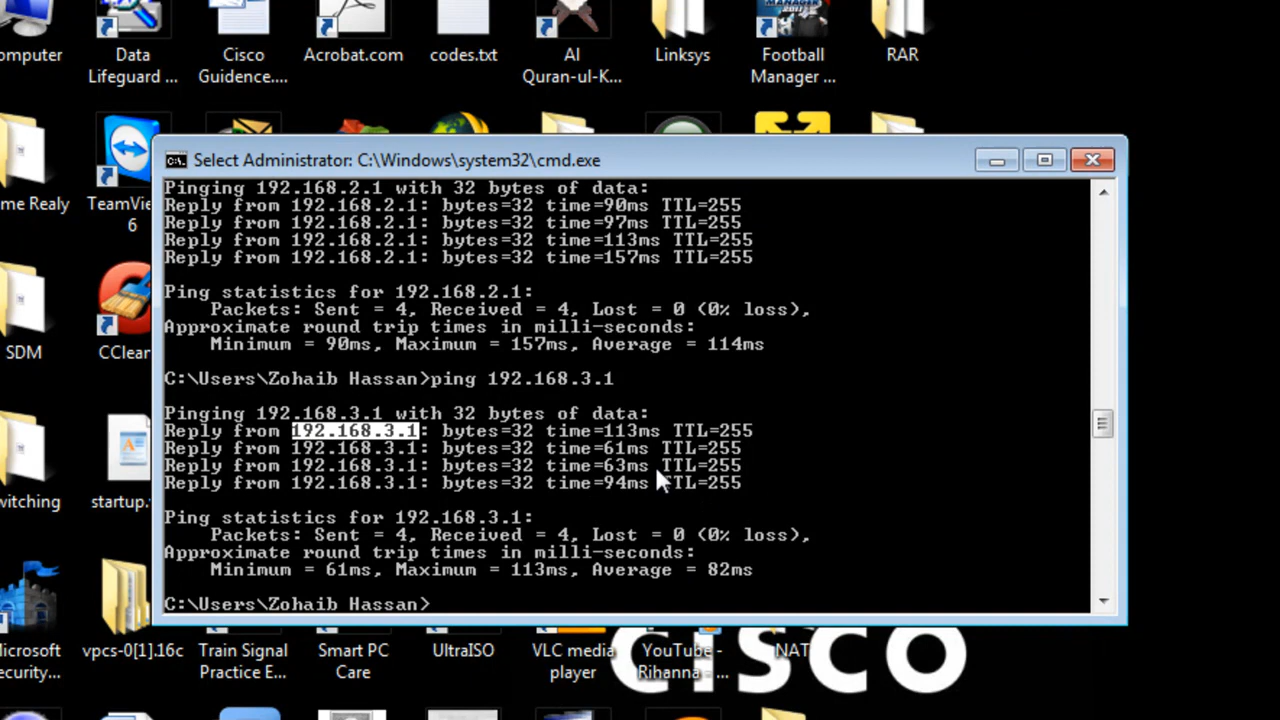 omputer
Data
Lifeguard ...
Cisco
Guidence....
Acrobat.com
codes.txt
Al
Quran-ul-K...
Linksys
MANAGER
Football
Manager ...
RAR
me Realy
TeamVi
6
SDM
CClean
witching
startup.
icrosoft
ecurity...
vpcs-0[1].16c
Train Signal
Practice E...
Smart PC
Care
UltraISO
VLC media
player
YouTube -
Rihanna - ...
NAT
CISCO
Select Administrator: C:\Windows\system32\cmd.exe
Pinging 192.168.2.1 with 32 bytes of data:
Reply from 192.168.2.1: bytes=32 time=90ms TTL=255
Reply from 192.168.2.1: bytes=32 time=97ms TTL=255
Reply from 192.168.2.1: bytes=32 time=113ms TTL=255
Reply from 192.168.2.1: bytes=32 time=157ms TTL=255
Ping statistics for 192.168.2.1:
Packets: Sent = 4, Received = 4, Lost = 0 (0% loss),
Approximate round trip times in milli-seconds:
Minimum = 90ms, Maximum = 157ms, Average = 114ms
C:\Users\Zohaib Hassan>ping 192.168.3.1
Pinging 192.168.3.1 with 32 bytes of data:
Reply from 192.168.3.1: bytes=32 time=113ms TTL=255
Reply from 192.168.3.1: bytes=32 time=61ms TTL=255
Reply from 192.168.3.1: bytes=32 time=63ms TTL=255
Reply from 192.168.3.1: bytes=32 time=94ms TTL=255
Ping statistics for 192.168.3.1:
Packets: Sent = 4, Received = 4, Lost = 0 (0% loss),
Approximate round trip times in milli-seconds:
Minimum = 61ms, Maximum = 113ms, Average = 82ms
C:\Users\Zohaib Hassan>